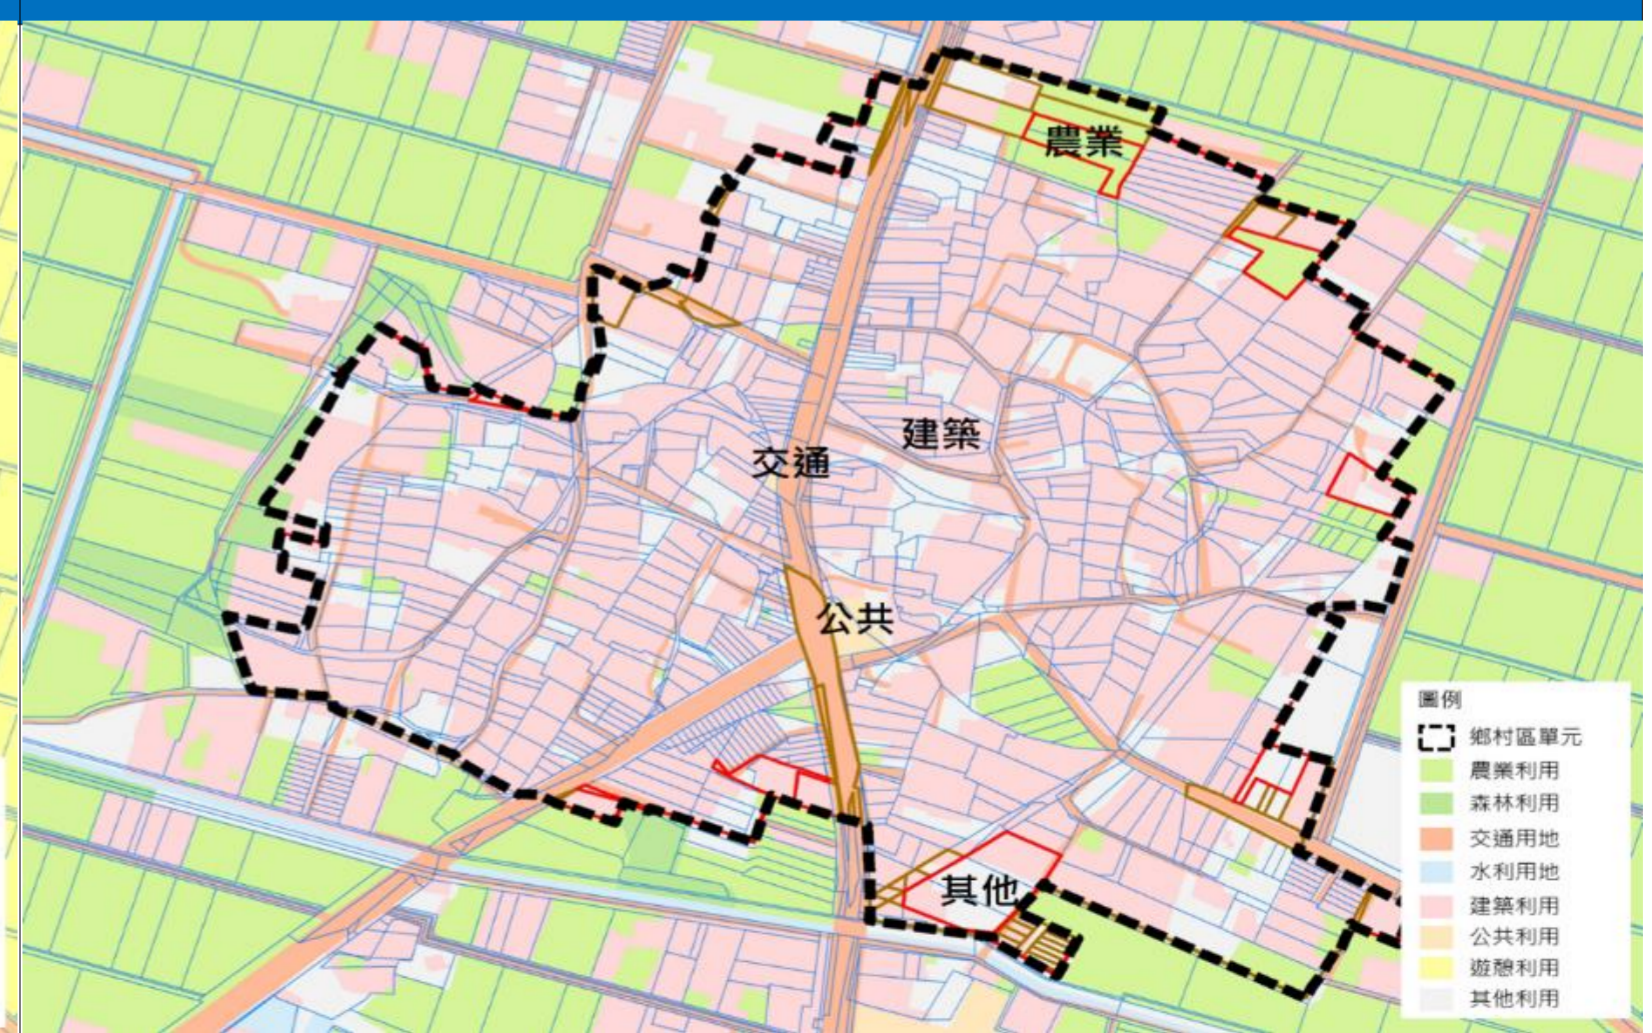 農業
建築
交通
公共
其他
圖例
鄉村區單元
農業利用
森林利用
交通用地
水利用地
建築利用
公共利用
遊憩利用
其他利用